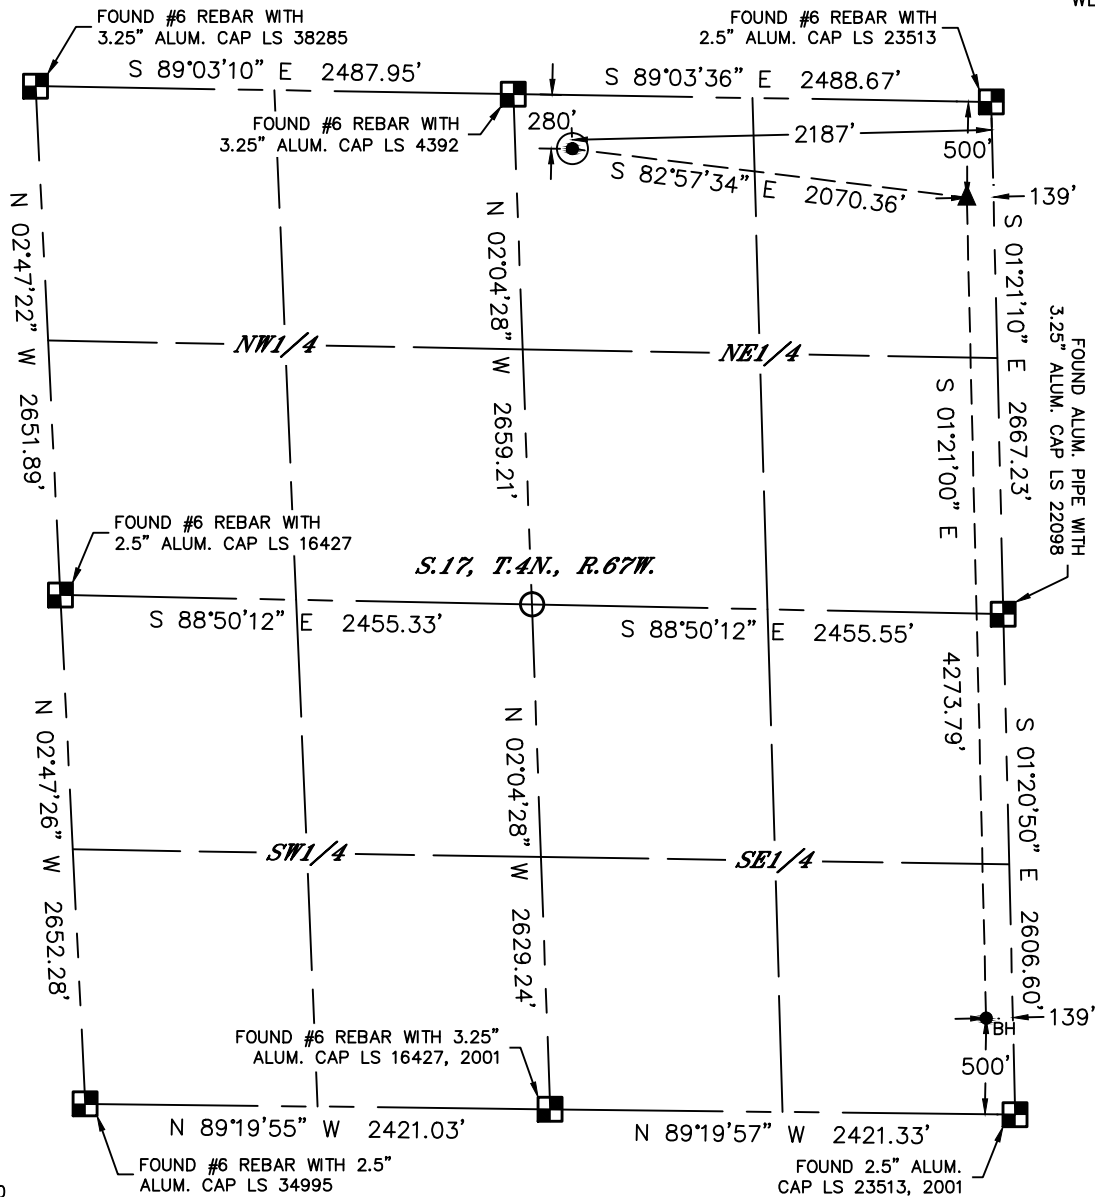 FOUND #6 REBAR WITH
3.25" ALUM. CAP LS 38285
FOUND #6 REBAR WITH
2.5" ALUM. CAP LS 23513
S 89°03'10" E 2487.95'
S 89°03'36" E 2488.67'
FOUND #6 REBAR WITH
3.25" ALUM. CAP LS 4392
280'
2187'
500'
S 82°57'34" E 2070.36'
139'
N 02°47'22" W 2651.89'
N 02°04'28" W 2659.21'
S 01°21'10" E 2667.23'
FOUND ALUM. PIPE WITH
3.25" ALUM. CAP LS 22098
NW1/4
NE1/4
S 01°21'00" E 4273.79'
FOUND #6 REBAR WITH
2.5" ALUM. CAP LS 16427
S.17, T.4N., R.67W.
S 88°50'12" E 2455.33'
S 88°50'12" E 2455.55'
N 02°47'26" W 2652.28'
N 02°04'28" W 2629.24'
S 01°20'50" E 2606.60'
SW1/4
SE1/4
BH
139'
500'
FOUND #6 REBAR WITH 3.25"
ALUM. CAP LS 16427, 2001
N 89°19'55" W 2421.03'
N 89°19'57" W 2421.33'
FOUND #6 REBAR WITH 2.5"
ALUM. CAP LS 34995
FOUND 2.5" ALUM.
CAP LS 23513, 2001